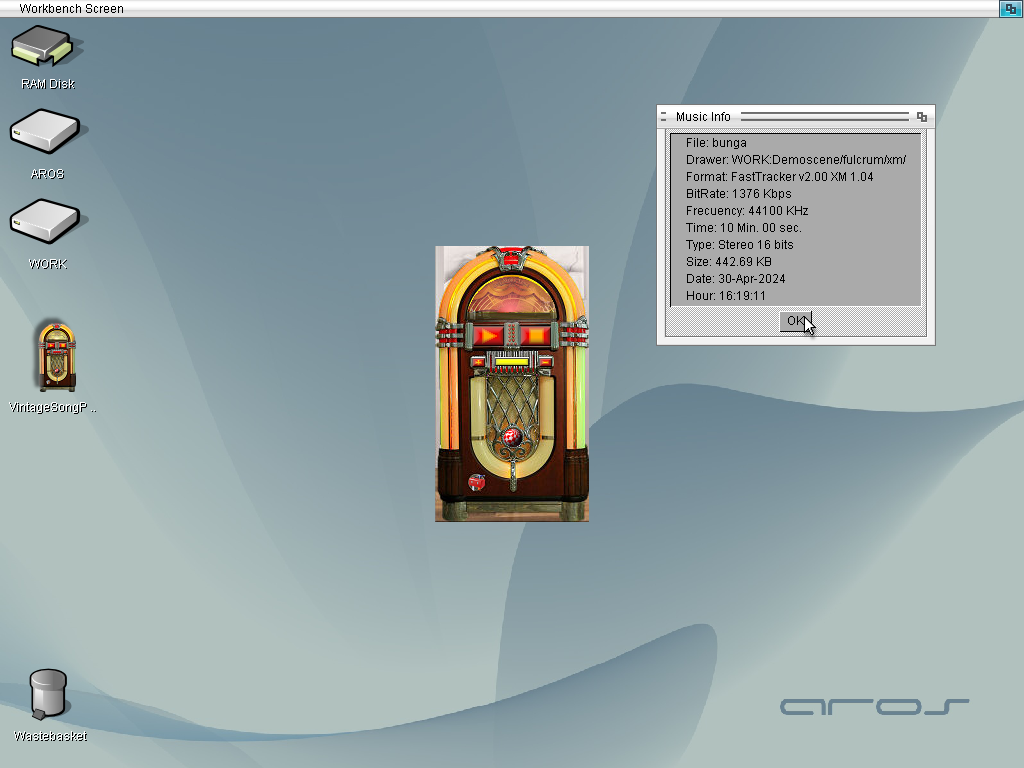 Workbench Screen
RAM Disk
AROS
WORK
VintageSongP ..
Wastebasket
Music Info
File: bunga
Drawer: WORK:Demoscene/fulcrum/xm/
Format: FastTracker v2.00 XM 1.04
BitRate: 1376 Kbps
Frecuency: 44100 KHz
Time: 10 Min. 00 sec.
Type: Stereo 16 bits
Size: 442.69 KB
Date: 30-Apr-2024
Hour: 16:19:11
OK
aros